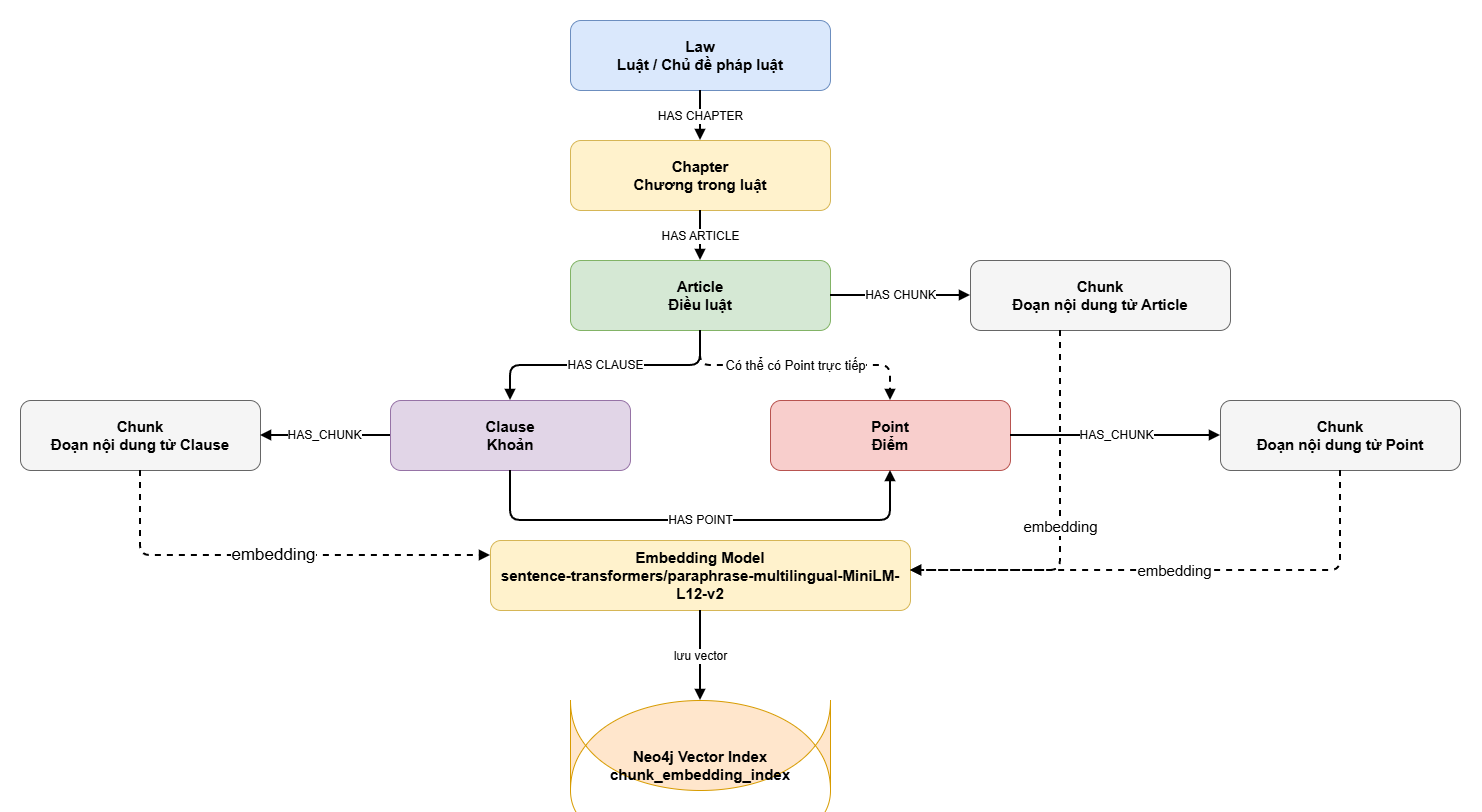 Law
Luật / Chủ đề pháp luật
HAS CHAPTER
Chapter
Chương trong luật
HAS ARTICLE
Article
Điều luật
HAS CHUNK
Chunk
Đoạn nội dung từ Article
HAS CLAUSE
Có thể có Point trực tiếp
Chunk
Đoạn nội dung từ Clause
HAS_CHUNK
Clause
Khoản
Point
Điểm
HAS_CHUNK
Chunk
Đoạn nội dung từ Point
HAS POINT
embedding
embedding
embedding
Embedding Model
sentence-transformers/paraphrase-multilingual-MiniLM-
L12-v2
lưu vector
Neo4j Vector Index
chunk_embedding_index